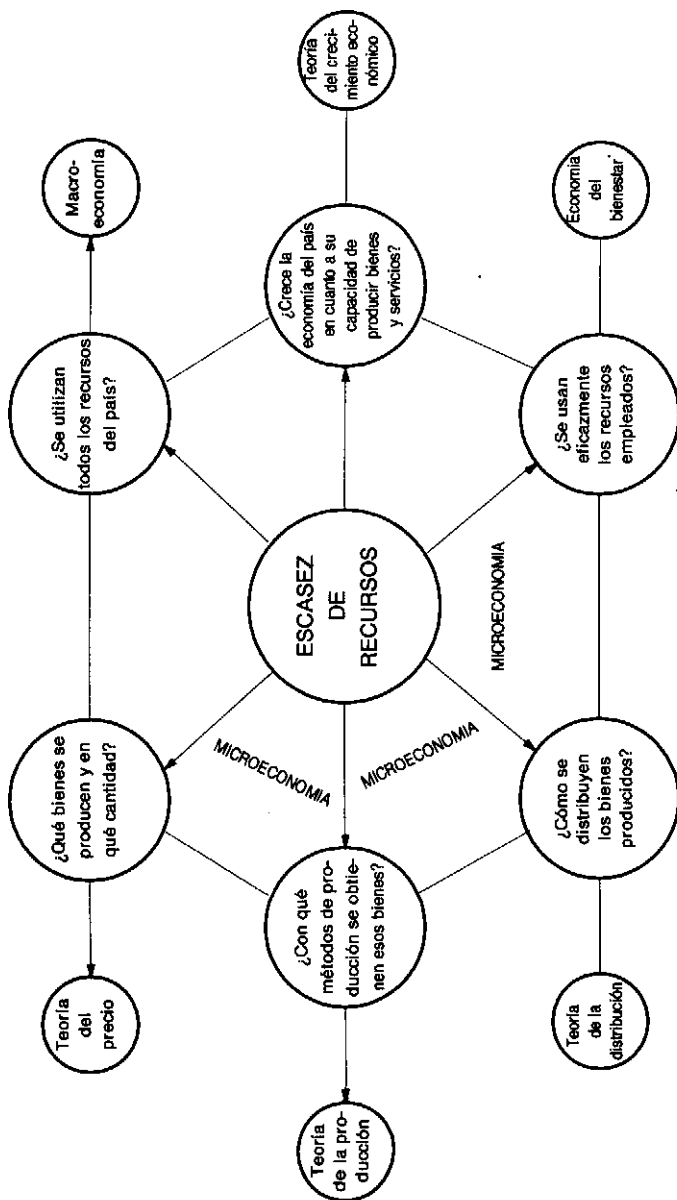 Teoría
del
precio
¿Qué bienes se
producen y en
qué cantidad?
¿Se utilizan
todos los recursos
del país?
Macro-
economía
Teoría
de la pro-
ducción
¿Con qué
métodos de pro-
ducción se obtie-
nen esos bienes?
MICROECONOMIA
MICROECONOMIA
ESCASEZ
DE
RECURSOS
MICROECONOMIA
¿Crece la
economía del país
en cuanto a su
capacidad de
producir bienes
y servicios?
Teoría
del creci-
miento eco-
nómico
Teoría
de la
distribución
¿Cómo se
distribuyen
los bienes
producidos?
¿Se usan
eficazmente
los recursos
empleados?
Economía
del
bienestar